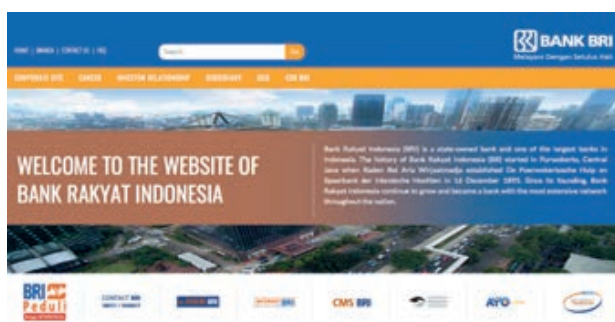 HOME | BRANCH | CONTACT US | FAQ
Search...
Go
BANK BRI
Melayani Dengan Setulus Hati
CORPORATE SITE CAREER INVESTOR RELATIONSHIP SUBSIDIARY GCG CSR BRI
WELCOME TO THE WEBSITE OF
BANK RAKYAT INDONESIA
Bank Rakyat Indonesia (BRI) is a state-owned bank and one of the largest banks in
Indonesia. The history of Bank Rakyat Indonesia (BRI) started in Purwokerto, Central
Java when Raden Bei Aria Wirjaatmadja established De Poerwokertosche Hulp en
Spaarbank der Inlandsche Hoofden in 16 December 1895. Since its founding, Bank
Rakyat Indonesia continue to grow and become a bank with the most extensive network
throughout the nation.
BRI
Peduli
CONTACT BRI
CMS BRI
AYO